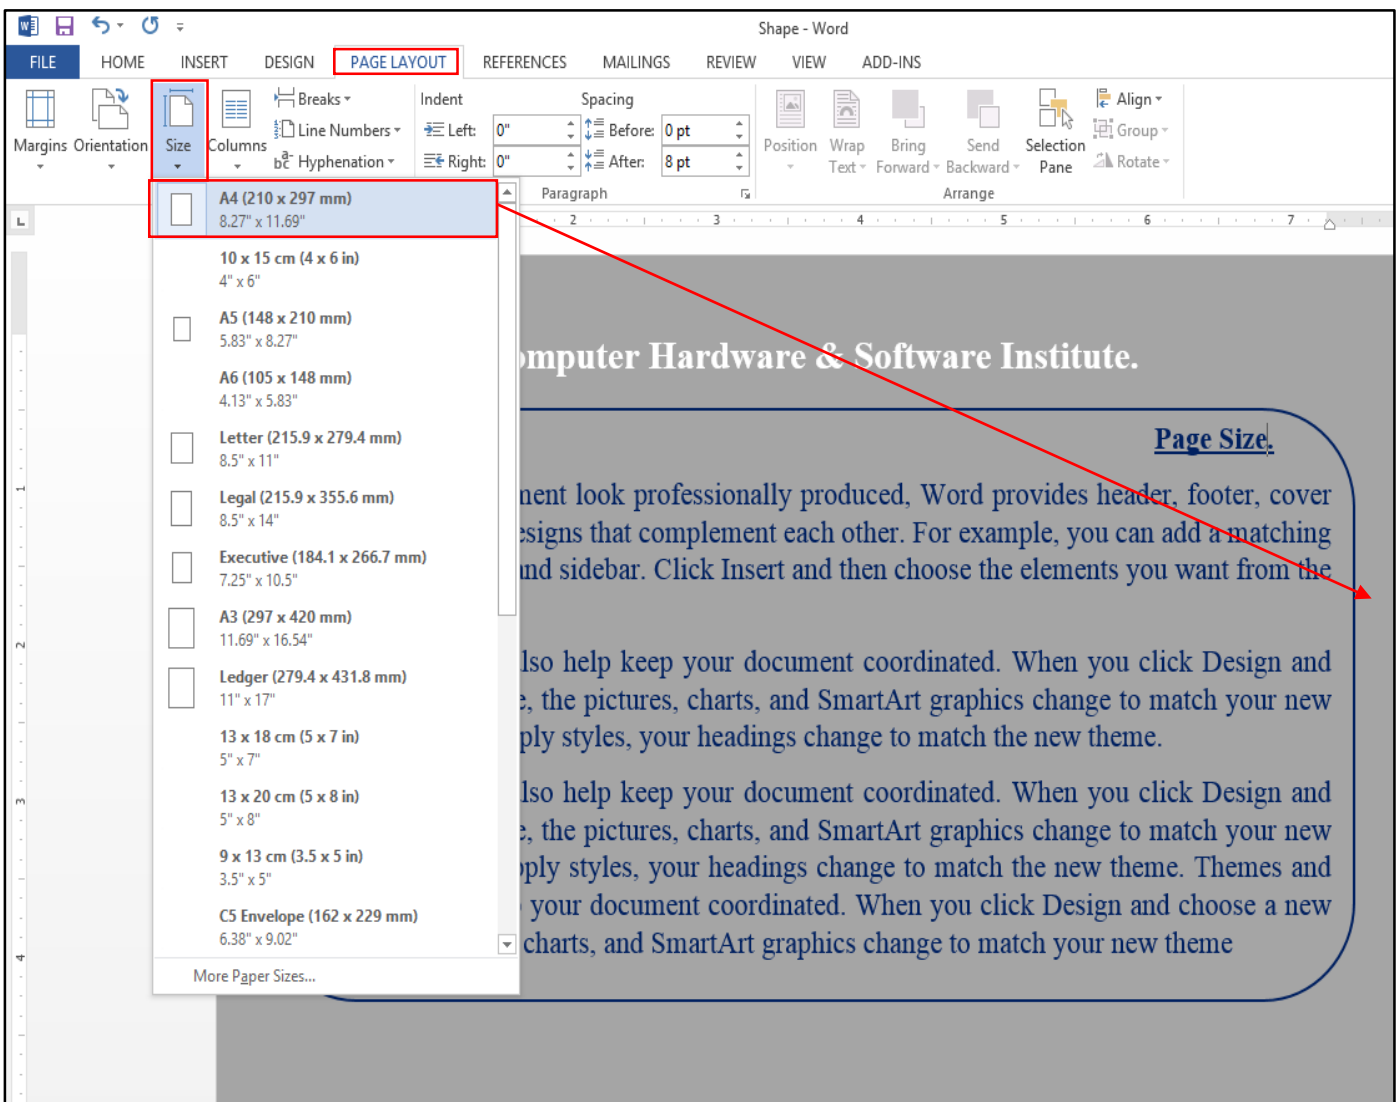 Shape - Word
FILE HOME INSERT DESIGN PAGE LAYOUT REFERENCES MAILINGS REVIEW VIEW ADD-INS
Margins
Orientation
Size
Columns
Breaks
Line Numbers
Hyphenation
Indent
Left: 0"
Right: 0"
Spacing
Before: 0 pt
After: 8 pt
Paragraph
Position
Wrap
Text
Bring
Forward
Send
Backward
Selection
Pane
Align
Group
Rotate
Arrange
2 3 4 5 6 7
A4 (210 x 297 mm)
8.27" x 11.69"
10 x 15 cm (4 x 6 in)
4" x 6"
A5 (148 x 210 mm)
5.83" x 8.27"
A6 (105 x 148 mm)
4.13" x 5.83"
Letter (215.9 x 279.4 mm)
8.5" x 11"
Legal (215.9 x 355.6 mm)
8.5" x 14"
Executive (184.1 x 266.7 mm)
7.25" x 10.5"
A3 (297 x 420 mm)
11.69" x 16.54"
Ledger (279.4 x 431.8 mm)
11" x 17"
13 x 18 cm (5 x 7 in)
5" x 7"
13 x 20 cm (5 x 8 in)
5" x 8"
9 x 13 cm (3.5 x 5 in)
3.5" x 5"
C5 Envelope (162 x 229 mm)
6.38" x 9.02"
More Paper Sizes...
1
2
3
4
omputer Hardware & Software Institute.
Page Size.
ment look professionally produced, Word provides header, footer, cover
esigns that complement each other. For example, you can add a matching
nd sidebar. Click Insert and then choose the elements you want from the
lso help keep your document coordinated. When you click Design and
e, the pictures, charts, and SmartArt graphics change to match your new
ply styles, your headings change to match the new theme.
lso help keep your document coordinated. When you click Design and
e, the pictures, charts, and SmartArt graphics change to match your new
pply styles, your headings change to match the new theme. Themes and
your document coordinated. When you click Design and choose a new
charts, and SmartArt graphics change to match your new theme